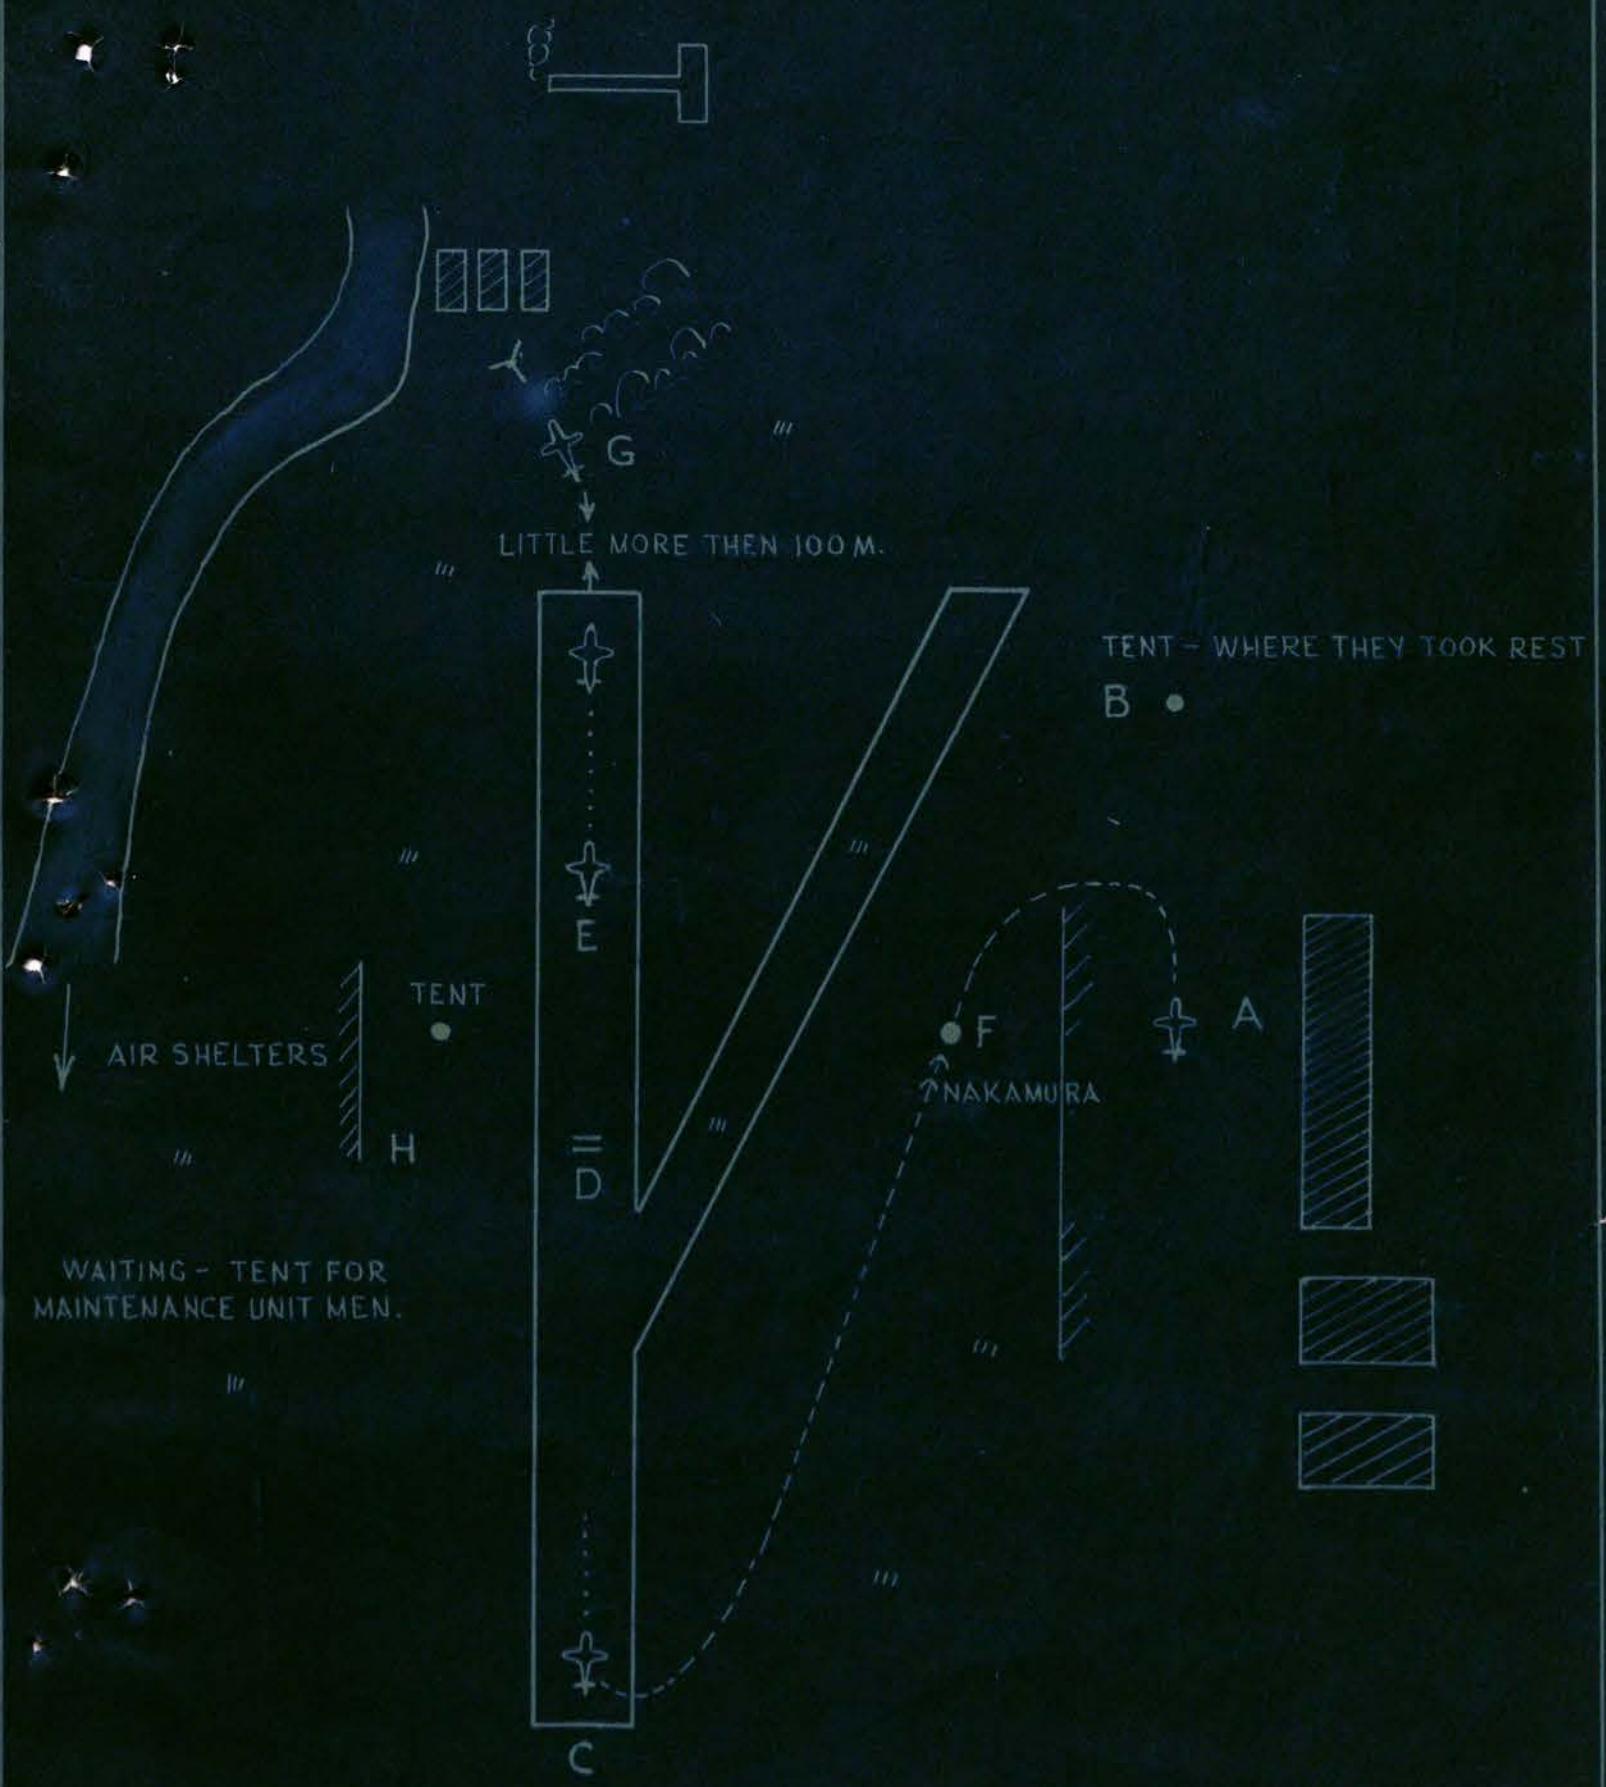 G
LITTLE MORE THEN 100 M.
TENT - WHERE THEY TOOK REST
B
E
TENT
F
A
AIR SHELTERS
NAKAMURA
H
D
WAITING - TENT FOR
MAINTENANCE UNIT MEN.
C